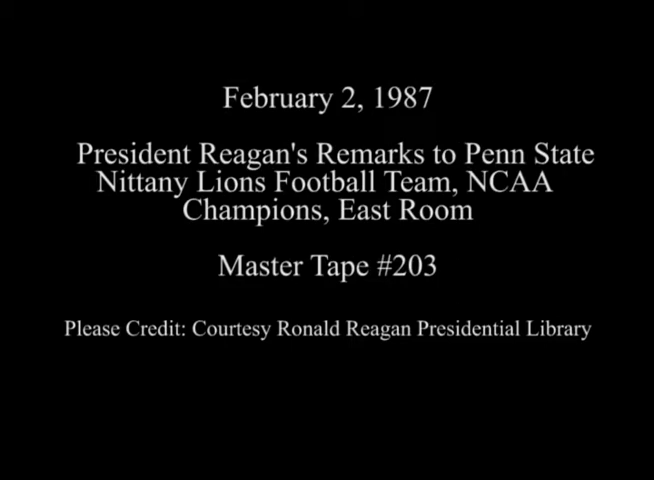 February 2, 1987
President Reagan's Remarks to Penn State
Nittany Lions Football Team, NCAA
Champions, East Room
Master Tape #203
Please Credit: Courtesy Ronald Reagan Presidential Library